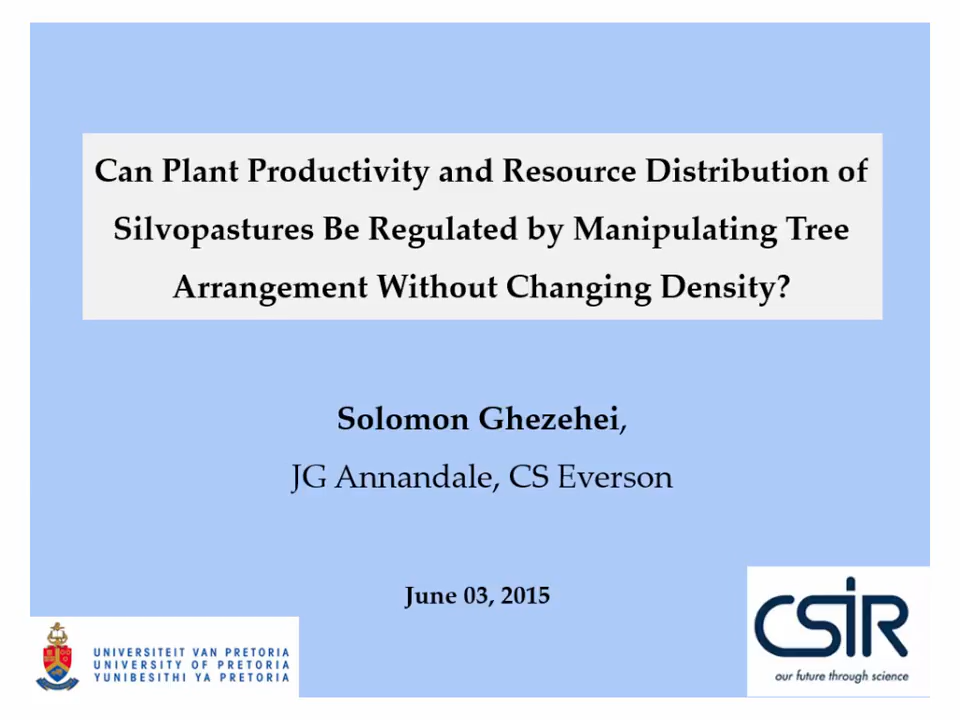 Can Plant Productivity and Resource Distribution of
Silvopastures Be Regulated by Manipulating Tree
Arrangement Without Changing Density?
Solomon Ghezehei,
JG Annandale, CS Everson
June 03, 2015
UNIVERSITEIT VAN PRETORIA
UNIVERSITY OF PRETORIA
YUNIBESITHI YA PRETORIA
CSIR
our future through science